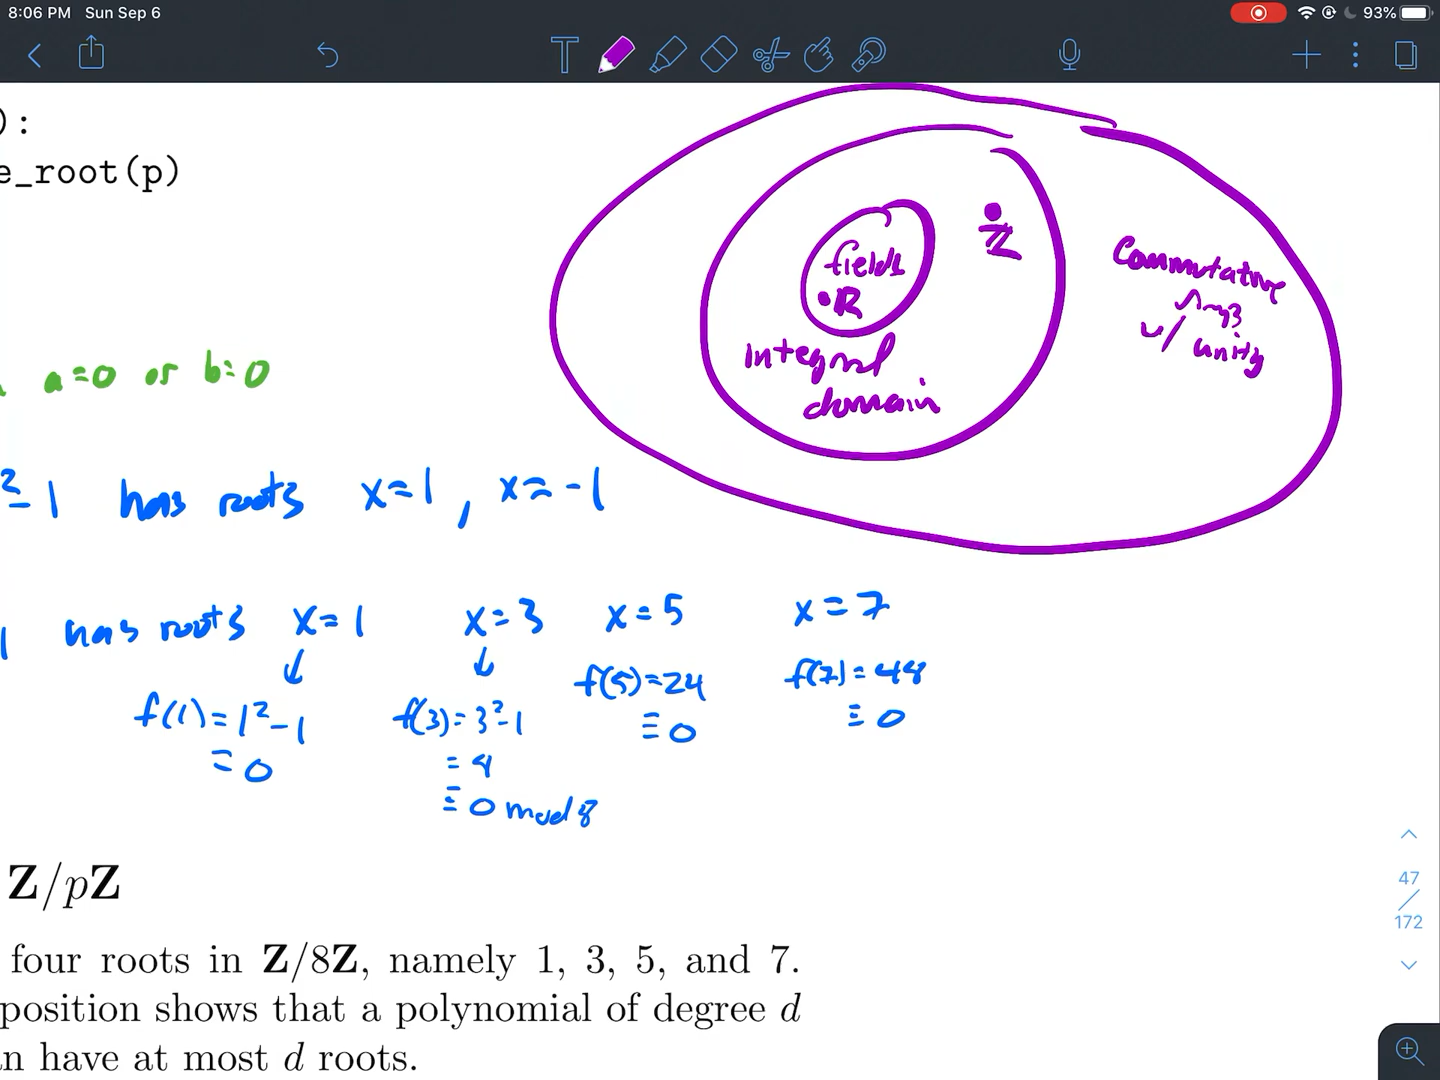 8:06 PM Sun Sep 6
93%
):
e_root(p)
fields
•R
Z
integral
domain
Commutative
rings
w/ unity
a=0 or b=0
²-1 has roots x=1, x=-1
1 has roots x=1 x=3 x=5 x=7
f(1)=1²-1
=0
f(3)=3²-1
=8
≡0 mod 8
f(5)=24
≡0
f(7)=48
≡0
Z/pZ
four roots in Z/8Z, namely 1, 3, 5, and 7.
position shows that a polynomial of degree d
n have at most d roots.
47
172